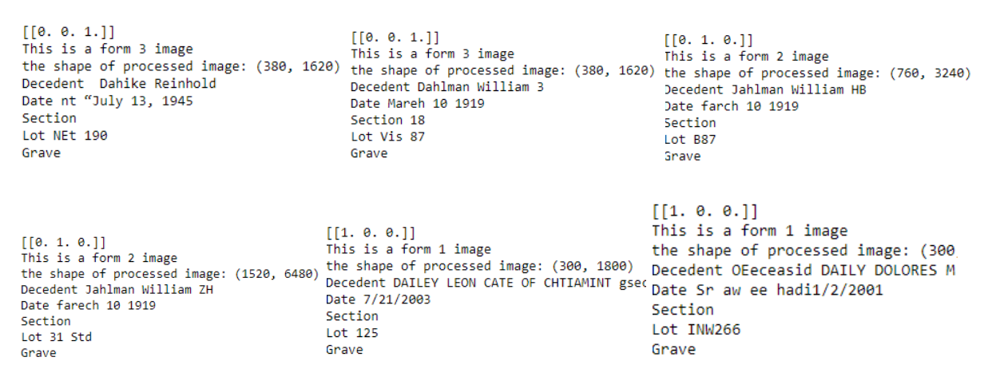 [[0. 0. 1.]]
This is a form 3 image
the shape of processed image: (380, 1620)
Decedent  Dahike Reinhold
Date nt “July 13, 1945
Section
Lot NEt 190
Grave
[[0. 0. 1.]]
This is a form 3 image
the shape of processed image: (380, 1620)
Decedent Dahlman William 3
Date Mareh 10 1919
Section 18
Lot Vis 87
Grave
[[0. 1. 0.]]
This is a form 2 image
the shape of processed image: (760, 3240)
Decedent Jahlman William HB
Date farch 10 1919
Section
Lot B87
Grave
[[0. 1. 0.]]
This is a form 2 image
the shape of processed image: (1520, 6480)
Decedent Jahlman William ZH
Date farech 10 1919
Section
Lot 31 Std
Grave
[[1. 0. 0.]]
This is a form 1 image
the shape of processed image: (300, 1800)
Decedent DAILEY LEON CATE OF CHTIAMINT gsec
Date 7/21/2003
Section
Lot 125
Grave
[[1. 0. 0.]]
This is a form 1 image
the shape of processed image: (300
Decedent OEeceasid DAILY DOLORES M
Date Sr aw ee hadi1/2/2001
Section
Lot INW266
Grave